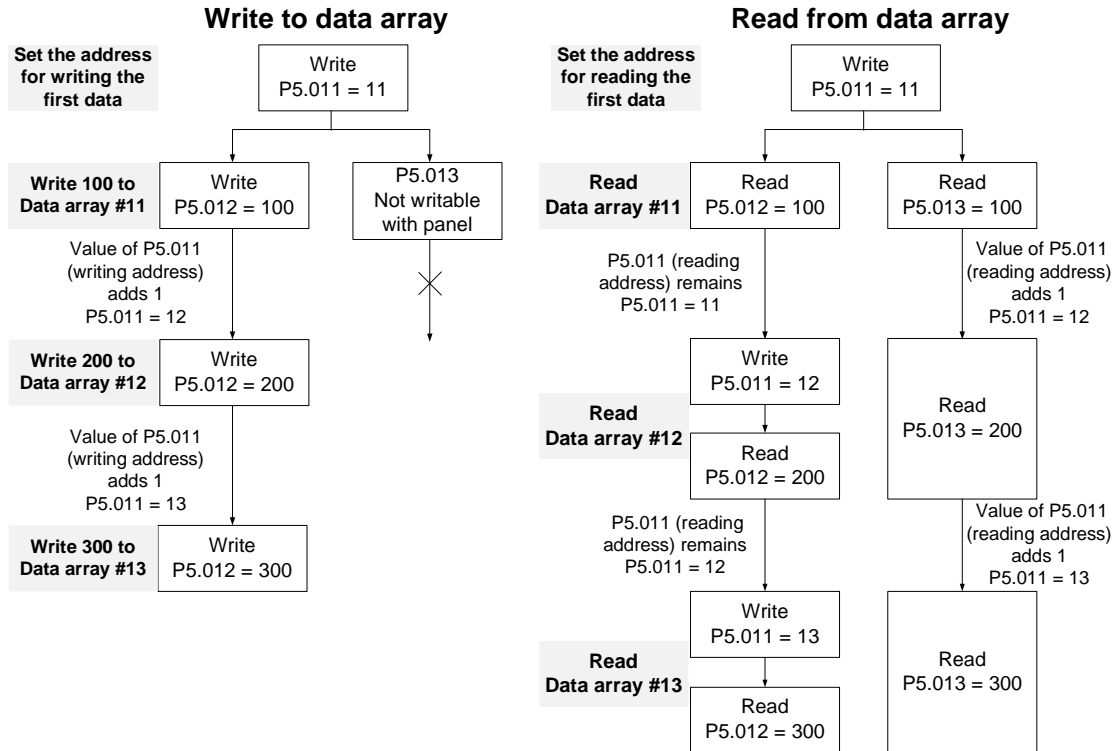 Write to data array
Set the address
for writing the
first data
Write
P5.011 = 11
Write 100 to
Data array #11
Write
P5.012 = 100
P5.013
Not writable
with panel
Value of P5.011
(writing address)
adds 1
P5.011 = 12
Write 200 to
Data array #12
Write
P5.012 = 200
Value of P5.011
(writing address)
adds 1
P5.011 = 13
Write 300 to
Data array #13
Write
P5.012 = 300
Read from data array
Set the address
for reading the
first data
Write
P5.011 = 11
Read
Data array #11
Read
P5.012 = 100
Read
P5.013 = 100
P5.011 (reading
address) remains
P5.011 = 11
Value of P5.011
(reading address)
adds 1
P5.011 = 12
Read
Data array #12
Write
P5.011 = 12
Read
P5.012 = 200
Read
P5.013 = 200
P5.011 (reading
address) remains
P5.011 = 12
Value of P5.011
(reading address)
adds 1
P5.011 = 13
Read
Data array #13
Write
P5.011 = 13
Read
P5.012 = 300
Read
P5.013 = 300